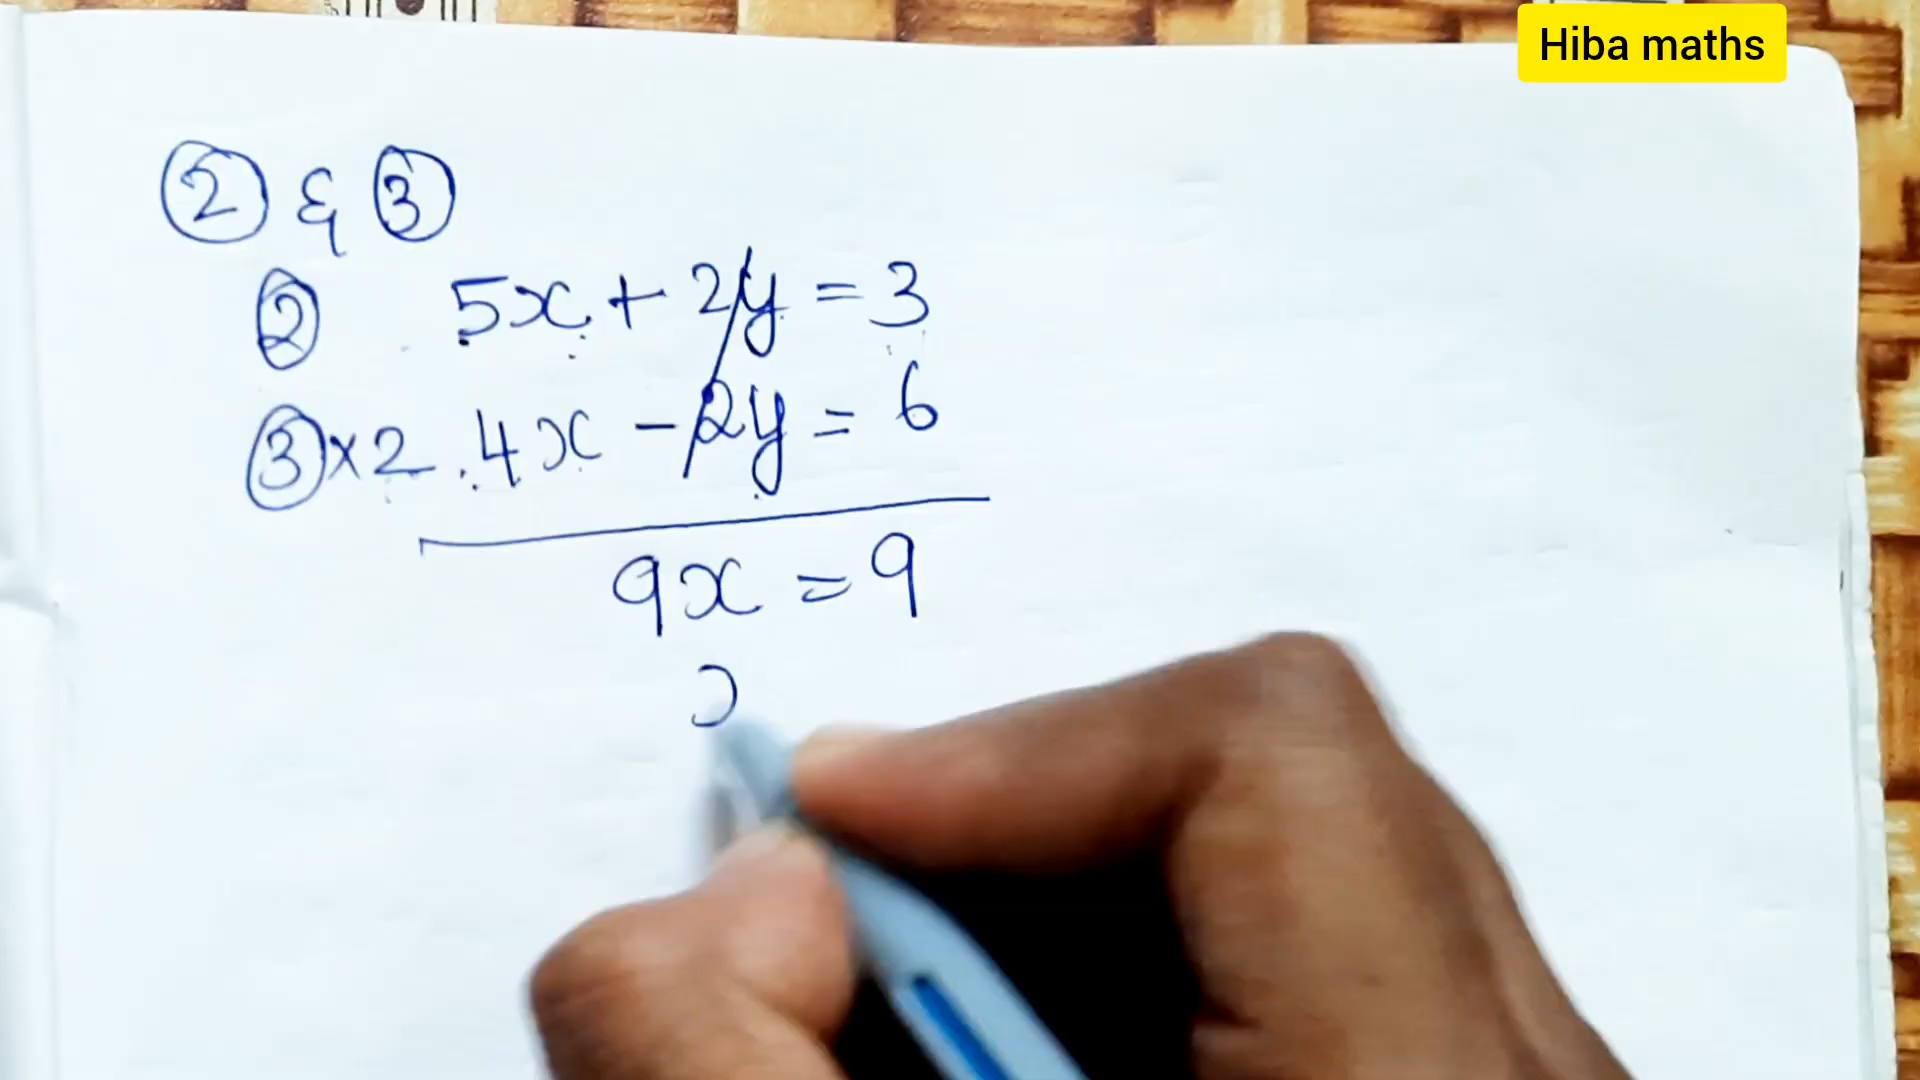 Hiba maths
② & ③
② 5x + 2y = 3
③ × 2 4x - 2y = 6
9x = 9